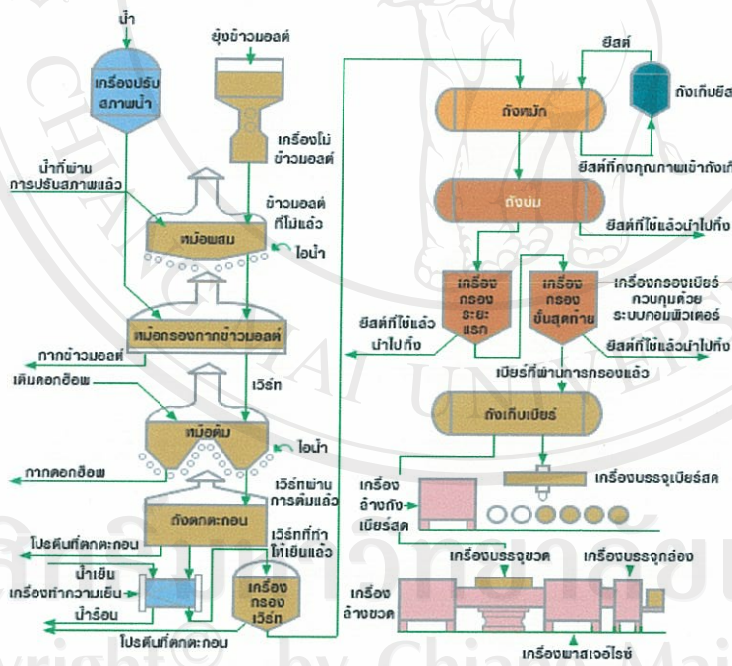 น้ำ
ยุ้งข้าวมอลต์
เครื่องปรับ
สภาพน้ำ
เครื่องโม่
ข้าวมอลต์
น้ำที่ผ่าน
การปรับสภาพแล้ว
ข้าวมอลต์
ที่โม่แล้ว
หม้อผสม
ไอน้ำ
หม้อกรองกากข้าวมอลต์
กากข้าวมอลต์
เติมดอกฮ็อพ
เวิร์ท
หม้อต้ม
ไอน้ำ
กากดอกฮ็อพ
เวิร์ทผ่าน
การต้มแล้ว
ถังตกตะกอน
โปรตีนที่ตกตะกอน
เวิร์ทที่ทำ
ให้เย็นแล้ว
น้ำเย็น
เครื่องทำความเย็น
น้ำร้อน
เครื่อง
กรอง
เวิร์ท
โปรตีนที่ตกตะกอน
ยีสต์
ถังหมัก
ถังเก็บยีส
ยีสต์ที่คงคุณภาพเข้าถังเก็
ถังบ่ม
ยีสต์ที่ใช้แล้วนำไปทิ้ง
เครื่อง
กรอง
ระยะ
แรก
เครื่อง
กรอง
ขั้นสุดท้าย
เครื่องกรองเบียร์
ควบคุมด้วย
ระบบคอมพิวเตอร์
ยีสต์ที่ใช้แล้ว
นำไปทิ้ง
ยีสต์ที่ใช้แล้วนำไปทิ้ง
เบียร์ที่ผ่านการกรองแล้ว
ถังเก็บเบียร์
เครื่อง
ล้างถัง
เบียร์สด
เครื่องบรรจุเบียร์สด
เครื่องบรรจุขวด
เครื่องบรรจุกล่อง
เครื่อง
ล้างขวด
เครื่องพาสเจอร์ไรซ์
CHIANG MAI UNIVERSI
by Chiang Mai